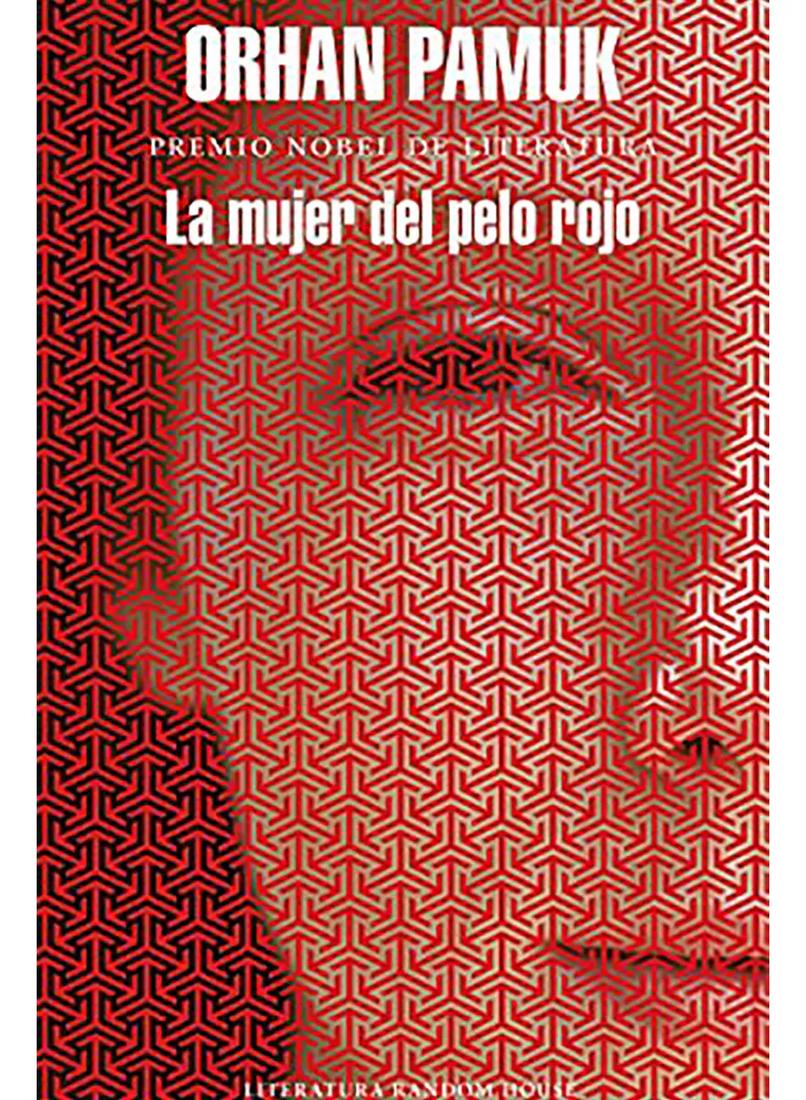 ORHAN PAMUK
PREMIO NOBEL DE LITERATURA
La mujer del pelo rojo
LITERATURA RANDOM HOUSE